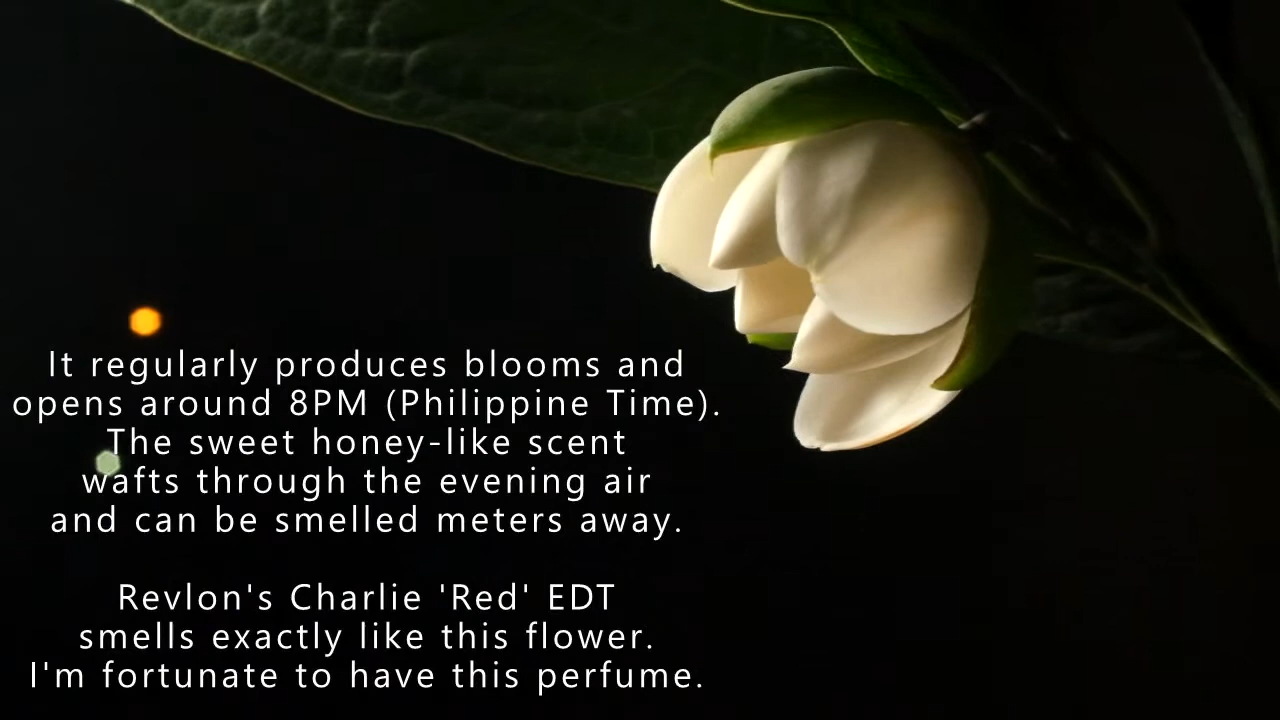 It regularly produces blooms and
opens around 8PM (Philippine Time).
The sweet honey-like scent
wafts through the evening air
and can be smelled meters away.
Revlon's Charlie 'Red' EDT
smells exactly like this flower.
I'm fortunate to have this perfume.